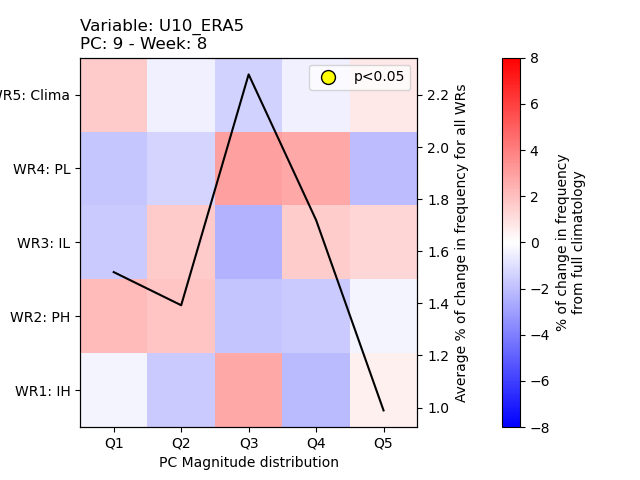 Variable: U10_ERA5
PC: 9 - Week: 8
p<0.05
WR5: Clima
WR4: PL
WR3: IL
WR2: PH
WR1: IH
Q1 Q2 Q3 Q4 Q5
PC Magnitude distribution
2.2
2.0
1.8
1.6
1.4
1.2
1.0
Average % of change in frequency for all WRs
8
6
4
2
0
−2
−4
−6
−8
% of change in frequency
from full climatology